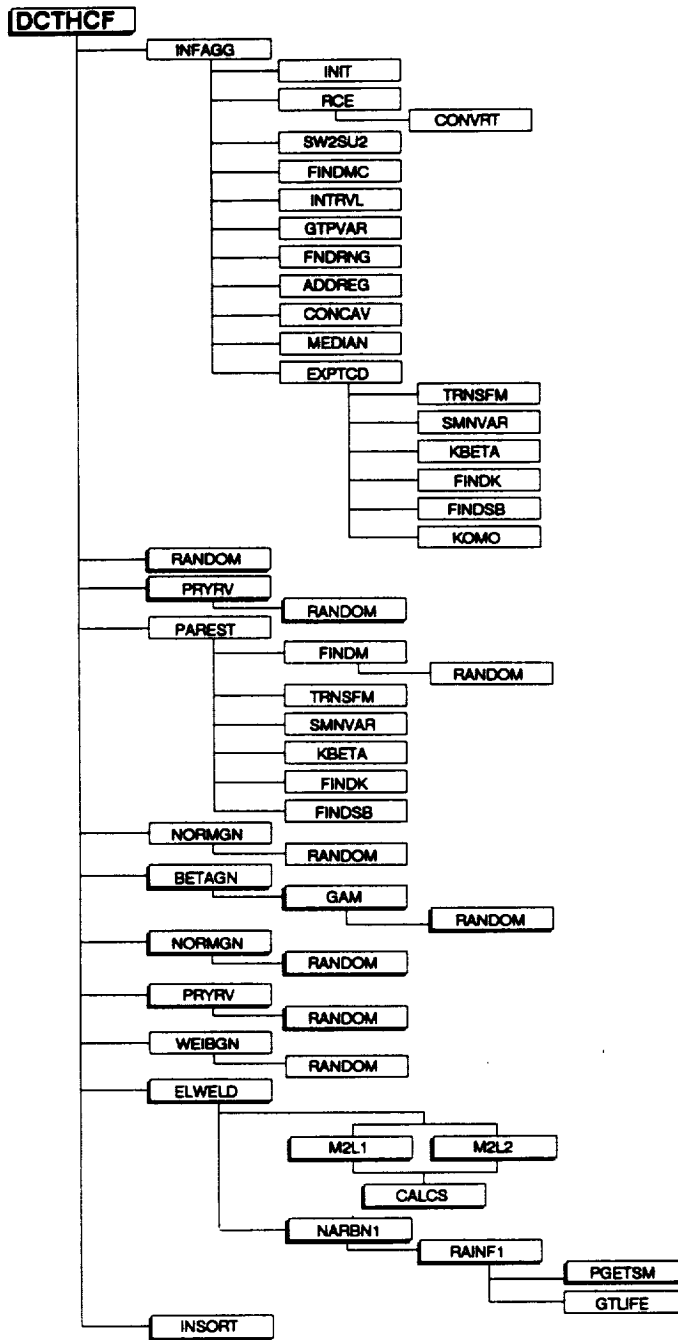 DCTHCF
INFAGG
INIT
RCE
CONVRT
SW2SU2
FINDMC
INTRVL
GTPVAR
FNDRNG
ADDREG
CONCAV
MEDIAN
EXPTCD
TRNSFM
SMNVAR
KBETA
FINDK
FINDSB
KOMO
RANDOM
PRYRV
RANDOM
PAREST
FINDM
RANDOM
TRNSFM
SMNVAR
KBETA
FINDK
FINDSB
NORMGN
RANDOM
BETAGN
GAM
RANDOM
NORMGN
RANDOM
PRYRV
RANDOM
WEIBGN
RANDOM
ELWELD
M2L1 M2L2
CALCS
NARBN1
RAINF1
PGETSM
GTLIFE
INSORT